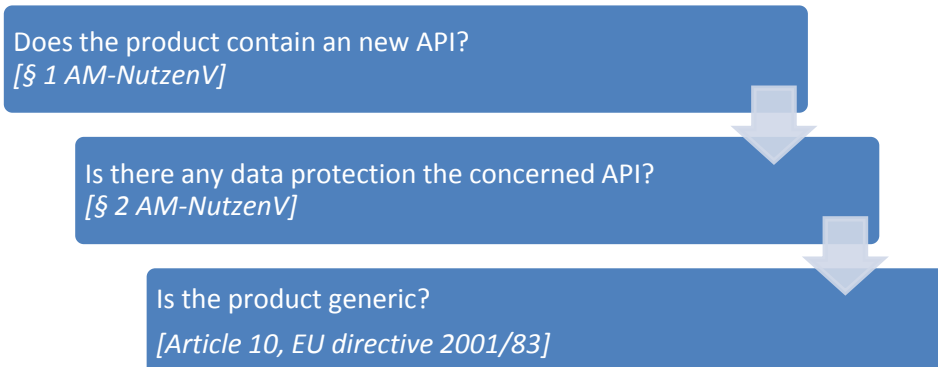 Does the product contain an new API?
[§ 1 AM-NutzenV]
Is there any data protection the concerned API?
[§ 2 AM-NutzenV]
Is the product generic?
[Article 10, EU directive 2001/83]